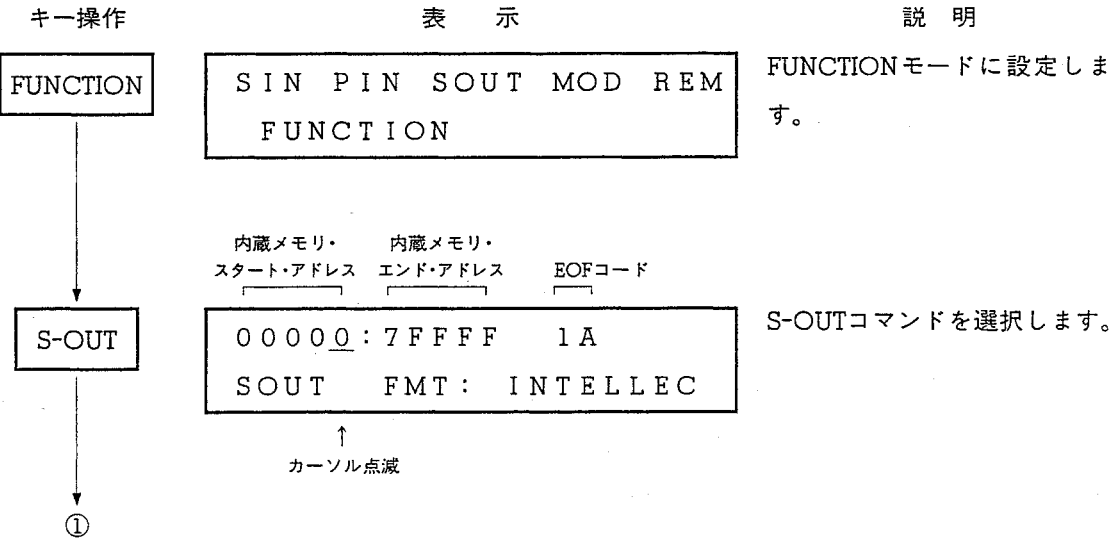 キー操作 表 示 説 明
FUNCTION
SIN PIN SOUT MOD REM
FUNCTION
FUNCTIONモードに設定しま
す。
内蔵メモリ・ 内蔵メモリ・
スタート・アドレス エンド・アドレス EOFコード
S-OUT
00000:7FFFF 1A
SOUT FMT: INTELLEC
S-OUTコマンドを選択します。
↑
カーソル点減
①